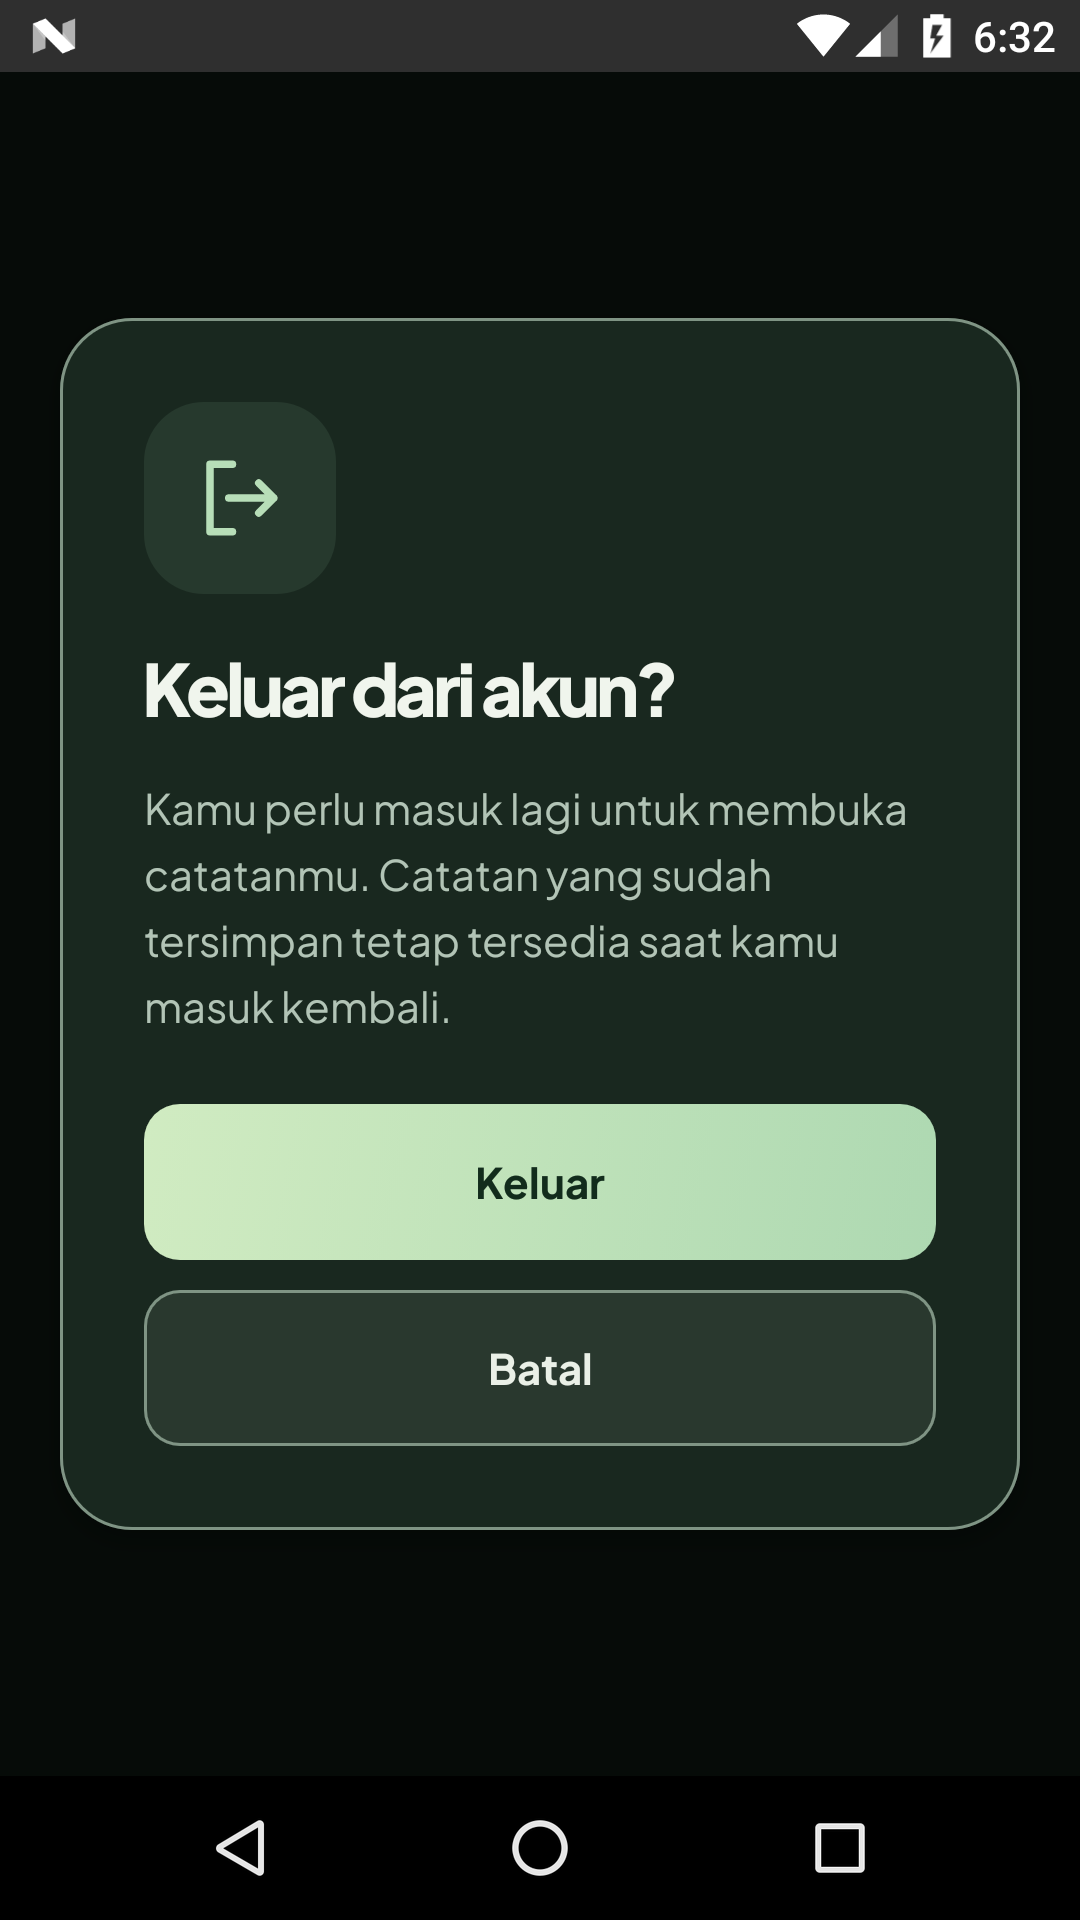 6:32
Keluar dari akun?
Kamu perlu masuk lagi untuk membuka
catatanmu. Catatan yang sudah
tersimpan tetap tersedia saat kamu
masuk kembali.
Keluar
Batal